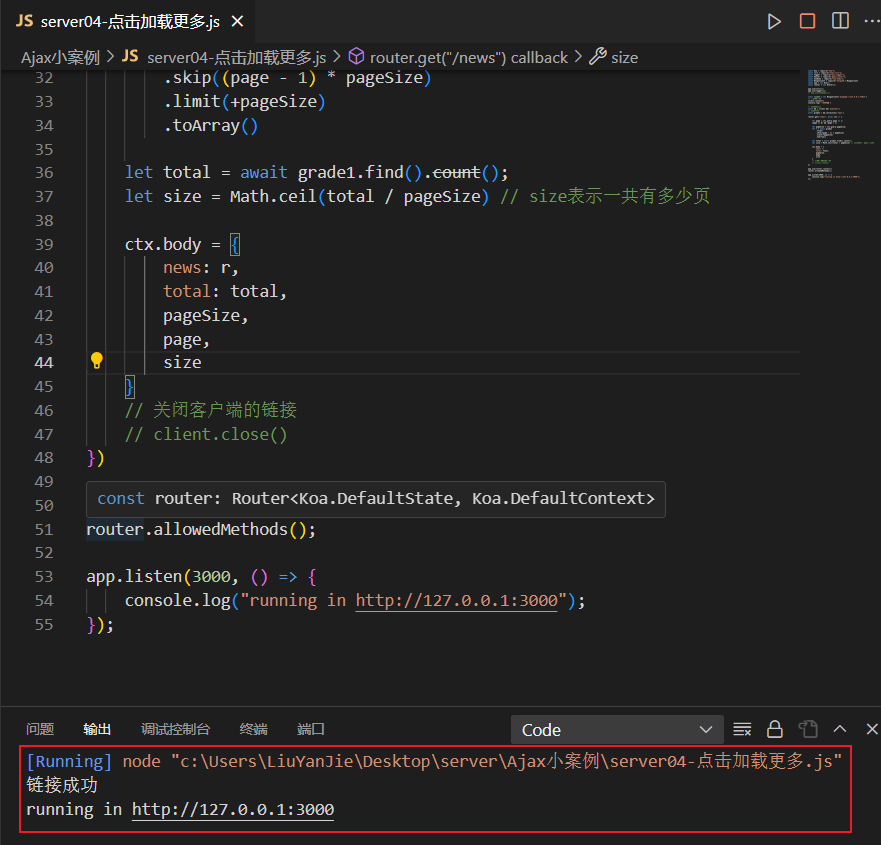 JS server04-点击加载更多.js ×
Ajax小案例 > JS server04-点击加载更多.js > router.get("/news") callback > size
32 .skip((page - 1) * pageSize)
33 .limit(+pageSize)
34 .toArray()
35
36 let total = await grade1.find().count();
37 let size = Math.ceil(total / pageSize) // size表示一共有多少页
38
39 ctx.body = {
40 news: r,
41 total: total,
42 pageSize,
43 page,
44 size
45 }
46 // 关闭客户端的链接
47 // client.close()
48 })
49
const router: Router<Koa.DefaultState, Koa.DefaultContext>
50
51 router.allowedMethods();
52
53 app.listen(3000, () => {
54 console.log("running in http://127.0.0.1:3000");
55 });
问题 输出 调试控制台 终端 端口 Code
[Running] node "c:\Users\LiuYanJie\Desktop\server\Ajax小案例\server04-点击加载更多.js"
链接成功
running in http://127.0.0.1:3000